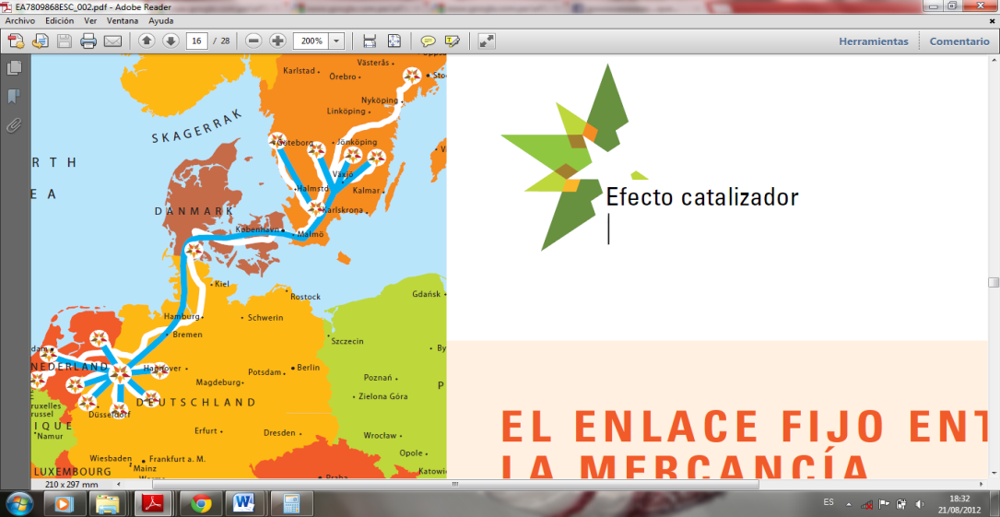 EA7809868ESC_002.pdf - Adobe Reader
Archivo Edición Ver Ventana Ayuda
16 / 28
200%
Herramientas Comentario
Karlstad
Västerås
Örebro
Sto
Nyköping
Linköping
SKAGERRAK
Göteborg
Jönköping
V
RTH
Växjö
EA
Halmstd
Kalmar
DANMARK
Karlskrona
København
Malmö
Kiel
Rostock
Gdańsk
Hamburg
Schwerin
Bremen
Szczecin
dam
By
NEDERLAND
Hannover
Potsdam
Berlin
Magdeburg
Poznań
P
E
ruxelles
DEUTSCHLAND
Zielona Góra
russel
Düsseldorf
IQUE
Namur
Erfurt
Dresden
Wrocław
Opole
Wiesbaden
Frankfurt a. M.
Mainz
LUXEMBOURG
Katowi
Praha
Efecto catalizador
EL ENLACE FIJO ENT
LA MERCANCÍA
210 x 297 mm
ES
18:32
21/08/2012